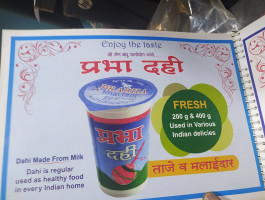 Enjoy the taste
प्रभा दही
PRABHA
प्रभा
दही
FRESH
200 g & 400 g
Used in Various
Indian delicies
Dahi Made From Milk
Dahi is regular
used as healthy food
in every Indian home
ताजे व मलाईदार